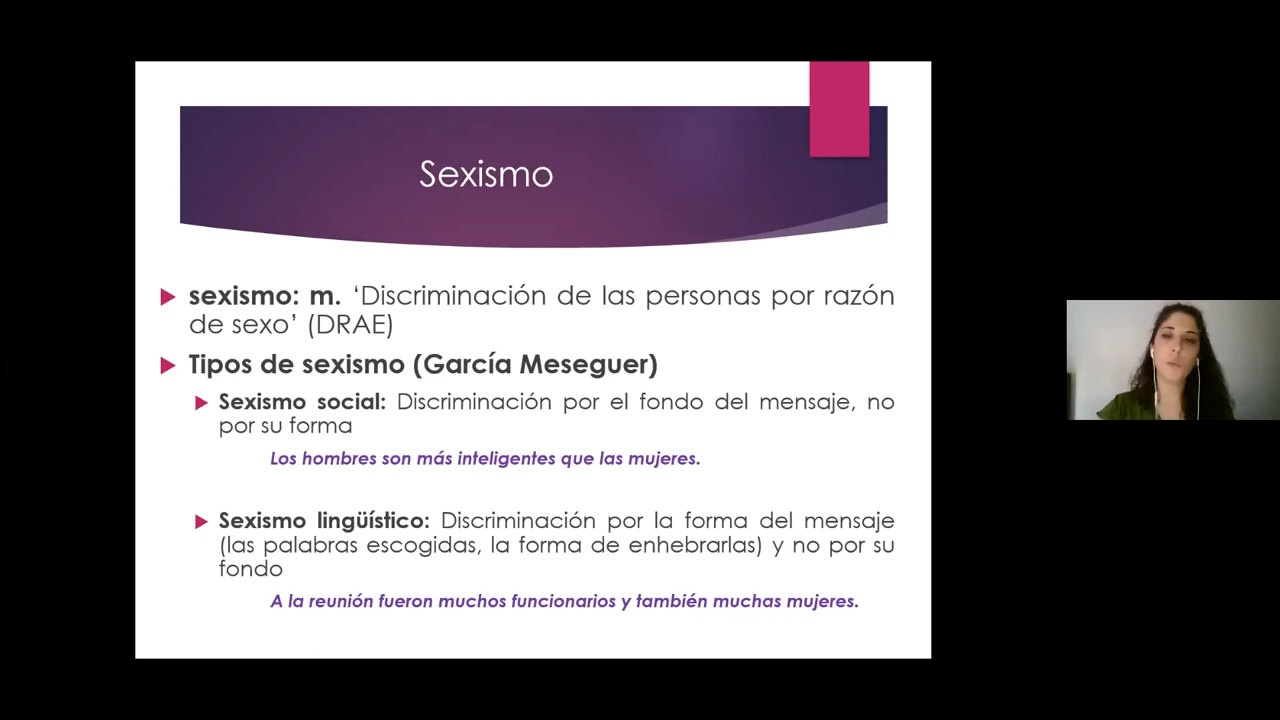 Sexismo
sexismo: m. ‘Discriminación de las personas por razón
de sexo’ (DRAE)
Tipos de sexismo (García Meseguer)
Sexismo social: Discriminación por el fondo del mensaje, no
por su forma
Los hombres son más inteligentes que las mujeres.
Sexismo lingüístico: Discriminación por la forma del mensaje
(las palabras escogidas, la forma de enhebrarlas) y no por su
fondo
A la reunión fueron muchos funcionarios y también muchas mujeres.